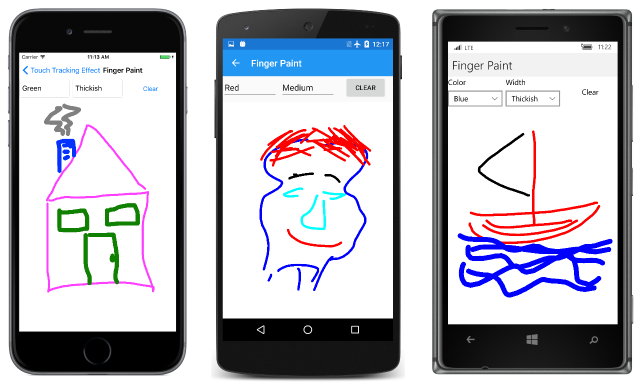 Carrier 11:13 AM
Touch Tracking Effect Finger Paint
Green Thickish Clear
12:17
Finger Paint
Red Medium CLEAR
LTE 11:22
Finger Paint
Color Width
Blue Thickish Clear